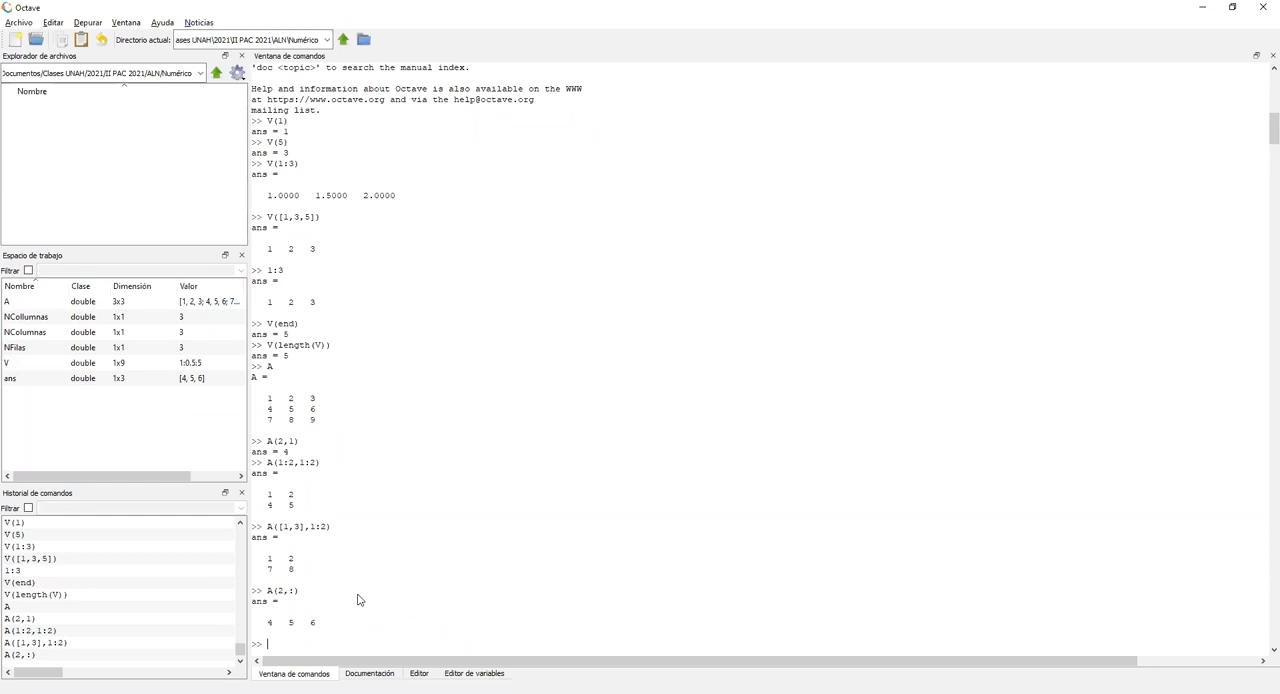 Octave
Archivo Editar Depurar Ventana Ayuda Noticias
Directorio actual: ases UNAH\2021\II PAC 2021\ALN\Numérico
Explorador de archivos
Documentos/Clases UNAH/2021/II PAC 2021/ALN/Numérico
Nombre
Espacio de trabajo
Filtrar
Nombre Clase Dimensión Valor
A double 3x3 [1, 2, 3; 4, 5, 6; 7...
NCollumnas double 1x1 3
NColumnas double 1x1 3
NFilas double 1x1 3
V double 1x9 1:0.5:5
ans double 1x3 [4, 5, 6]
Historial de comandos
Filtrar
V(1)
V(5)
V(1:3)
V([1,3,5])
1:3
V(end)
V(length(V))
A
A(2,1)
A(1:2,1:2)
A([1,3],1:2)
A(2,:)
Ventana de comandos
'doc <topic>' to search the manual index.
Help and information about Octave is also available on the WWW
at https://www.octave.org and via the help@octave.org
mailing list.
>> V(1)
ans = 1
>> V(5)
ans = 3
>> V(1:3)
ans =
1.0000 1.5000 2.0000
>> V([1,3,5])
ans =
1 2 3
>> 1:3
ans =
1 2 3
>> V(end)
ans = 5
>> V(length(V))
ans = 5
>> A
A =
1 2 3
4 5 6
7 8 9
>> A(2,1)
ans = 4
>> A(1:2,1:2)
ans =
1 2
4 5
>> A([1,3],1:2)
ans =
1 2
7 8
>> A(2,:)
ans =
4 5 6
>>
Ventana de comandos Documentación Editor Editor de variables